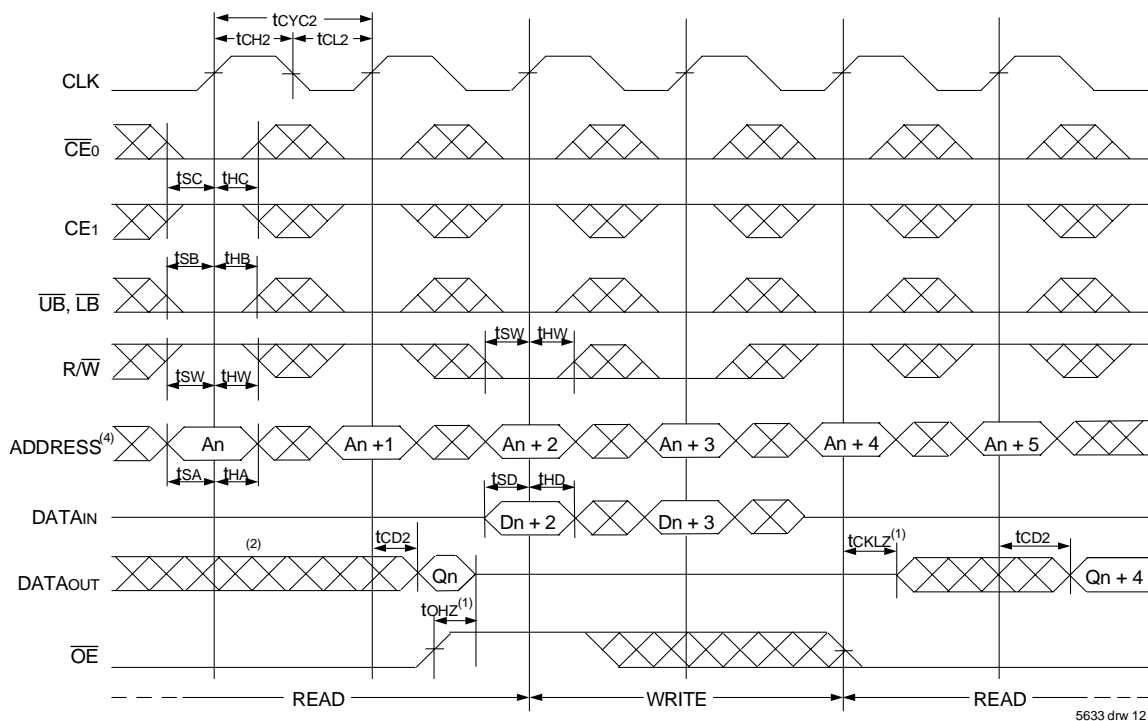 tCYC2
tCH2 tCL2
CLK
CE0
tSC tHC
CE1
tSB tHB
UB, LB
tSW tHW
R/W
tSW tHW
ADDRESS(4) An An +1 An + 2 An + 3 An + 4 An + 5
tSA tHA
tSD tHD
DATAIN Dn + 2 Dn + 3
(2) tCD2 tCKLZ(1) tCD2
DATAOUT Qn Qn + 4
tOHZ(1)
OE
READ WRITE READ
5633 drw 12